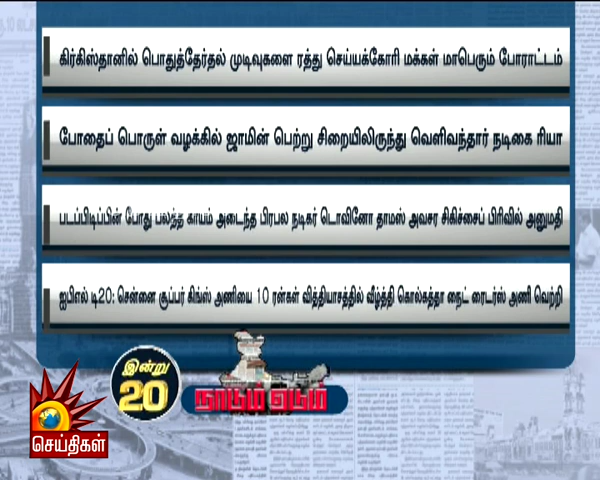 கிர்கிஸ்தானில் பொதுத்தேர்தல் முடிவுகளை ரத்து செய்யக்கோரி மக்கள் மாபெரும் போராட்டம்
போதைப் பொருள் வழக்கில் ஜாமின் பெற்று சிறையிலிருந்து வெளிவந்தார் நடிகை ரியா
படப்பிடிப்பின் போது பலத்த காயம் அடைந்த பிரபல நடிகர் டொவினோ தாமஸ் அவசர சிகிச்சைப் பிரிவில் அனுமதி
ஐபிஎல் டி20: சென்னை சூப்பர் கிங்ஸ் அணியை 10 ரன்கள் வித்தியாசத்தில் வீழ்த்தி கொல்கத்தா நைட் ரைடர்ஸ் அணி வெற்றி
இன்று
20
நாடும் ஏடும்
செய்திகள்